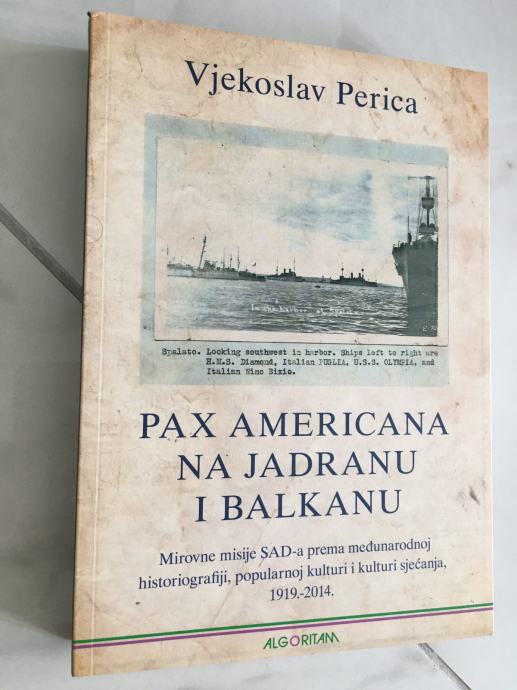 Vjekoslav Perica
In the harbor of Spalato
Spalato. Looking southwest in harbor. Ships left to right are
H.M.S. Diamond, Italian PUGLIA, U.S.S. OLYMPIA, and
Italian Nino Bixio.
PAX AMERICANA
NA JADRANU
I BALKANU
Mirovne misije SAD-a prema međunarodnoj
historiografiji, popularnoj kulturi i kulturi sjećanja,
1919.-2014.
ALGORITAM